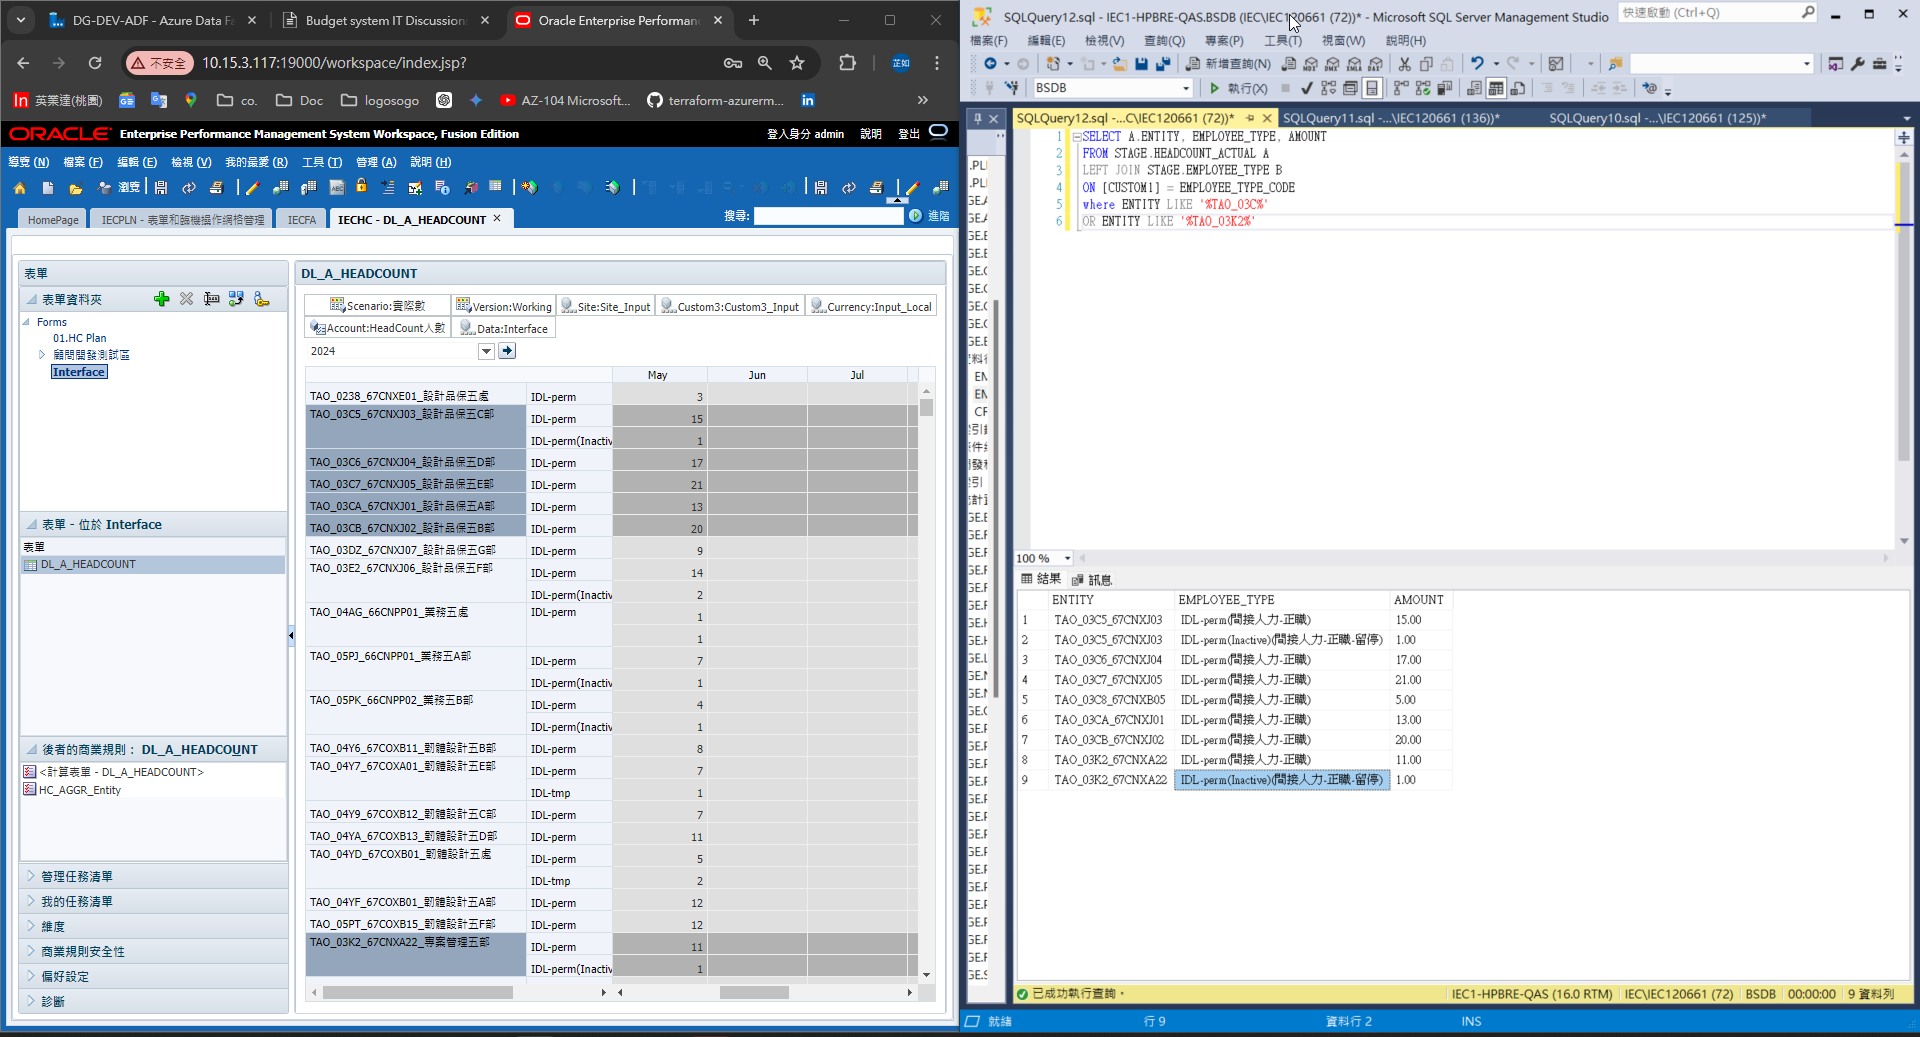 DG-DEV-ADF - Azure Data Fa
Budget system IT Discussion
Oracle Enterprise Performanc
不安全
10.15.3.117:19000/workspace/index.jsp?
正如
英業達(桃園)
co.
Doc
logosogo
AZ-104 Microsoft...
terraform-azurerm...
ORACLE Enterprise Performance Management System Workspace, Fusion Edition
登入身分 admin 說明 登出
導覽 (N) 檔案 (F) 編輯 (E) 檢視 (V) 我的最愛 (R) 工具 (T) 管理 (A) 說明 (H)
瀏覽
HomePage
IECPLN - 表單和臨機操作網格管理
IECFA
IECHC - DL_A_HEADCOUNT
搜尋:
進階
表單
表單資料夾
Forms
01.HC Plan
顧問開發測試區
Interface
表單 - 位於 Interface
表單
DL_A_HEADCOUNT
後者的商業規則： DL_A_HEADCOUNT
<計算表單 - DL_A_HEADCOUNT>
HC_AGGR_Entity
管理任務清單
我的任務清單
維度
商業規則安全性
偏好設定
診斷
DL_A_HEADCOUNT
Scenario:實際數 Version:Working Site:Site_Input Custom3:Custom3_Input Currency:Input_Local
Account:HeadCount人數 Data:Interface
2024
May Jun Jul
TAO_0238_67CNXE01_設計品保五處 IDL-perm 3
TAO_03C5_67CNXJ03_設計品保五C部 IDL-perm 15
IDL-perm(Inactiv 1
TAO_03C6_67CNXJ04_設計品保五D部 IDL-perm 17
TAO_03C7_67CNXJ05_設計品保五E部 IDL-perm 21
TAO_03CA_67CNXJ01_設計品保五A部 IDL-perm 13
TAO_03CB_67CNXJ02_設計品保五B部 IDL-perm 20
TAO_03DZ_67CNXJ07_設計品保五G部 IDL-perm 9
TAO_03E2_67CNXJ06_設計品保五F部 IDL-perm 14
IDL-perm(Inactiv 2
TAO_04AG_66CNPP01_業務五處 IDL-perm 1
1
TAO_05PJ_66CNPP01_業務五A部 IDL-perm 7
IDL-perm(Inactiv 1
TAO_05PK_66CNPP02_業務五B部 IDL-perm 4
IDL-perm(Inactiv 1
TAO_04Y6_67COXB11_韌體設計五B部 IDL-perm 8
TAO_04Y7_67COXA01_韌體設計五E部 IDL-perm 7
IDL-tmp 1
TAO_04Y9_67COXB12_韌體設計五C部 IDL-perm 7
TAO_04YA_67COXB13_韌體設計五D部 IDL-perm 11
TAO_04YD_67COXB01_韌體設計五處 IDL-perm 5
IDL-tmp 2
TAO_04YF_67COXB01_韌體設計五A部 IDL-perm 12
TAO_05PT_67COXB15_韌體設計五F部 IDL-perm 12
TAO_03K2_67CNXA22_專案管理五部 IDL-perm 11
IDL-perm(Inactiv 1
SQLQuery12.sql - IEC1-HPBRE-QAS.BSDB (IEC\IEC120661 (72))* - Microsoft SQL Server Management Studio
快速啟動 (Ctrl+Q)
檔案(F) 編輯(E) 檢視(V) 查詢(Q) 專案(P) 工具(T) 視窗(W) 說明(H)
新增查詢(N)
BSDB
執行(X)
SQLQuery12.sql -...C\IEC120661 (72))*
SQLQuery11.sql -...\IEC120661 (136))*
SQLQuery10.sql -...\IEC120661 (125))*
1 SELECT A.ENTITY, EMPLOYEE_TYPE, AMOUNT
2 FROM STAGE.HEADCOUNT_ACTUAL A
3 LEFT JOIN STAGE.EMPLOYEE_TYPE B
4 ON [CUSTOM1] = EMPLOYEE_TYPE_CODE
5 where ENTITY LIKE '%TAO_03C%'
6 OR ENTITY LIKE '%TAO_03K2%'
100 %
結果 訊息
ENTITY EMPLOYEE_TYPE AMOUNT
1 TAO_03C5_67CNXJ03 IDL-perm(間接人力-正職) 15.00
2 TAO_03C5_67CNXJ03 IDL-perm(Inactive)(間接人力-正職-留停) 1.00
3 TAO_03C6_67CNXJ04 IDL-perm(間接人力-正職) 17.00
4 TAO_03C7_67CNXJ05 IDL-perm(間接人力-正職) 21.00
5 TAO_03C8_67CNXB05 IDL-perm(間接人力-正職) 5.00
6 TAO_03CA_67CNXJ01 IDL-perm(間接人力-正職) 13.00
7 TAO_03CB_67CNXJ02 IDL-perm(間接人力-正職) 20.00
8 TAO_03K2_67CNXA22 IDL-perm(間接人力-正職) 11.00
9 TAO_03K2_67CNXA22 IDL-perm(Inactive)(間接人力-正職-留停) 1.00
已成功執行查詢。
IEC1-HPBRE-QAS (16.0 RTM) IEC\IEC120661 (72) BSDB 00:00:00 9 資料列
就緒 行 9 資料行 2 INS